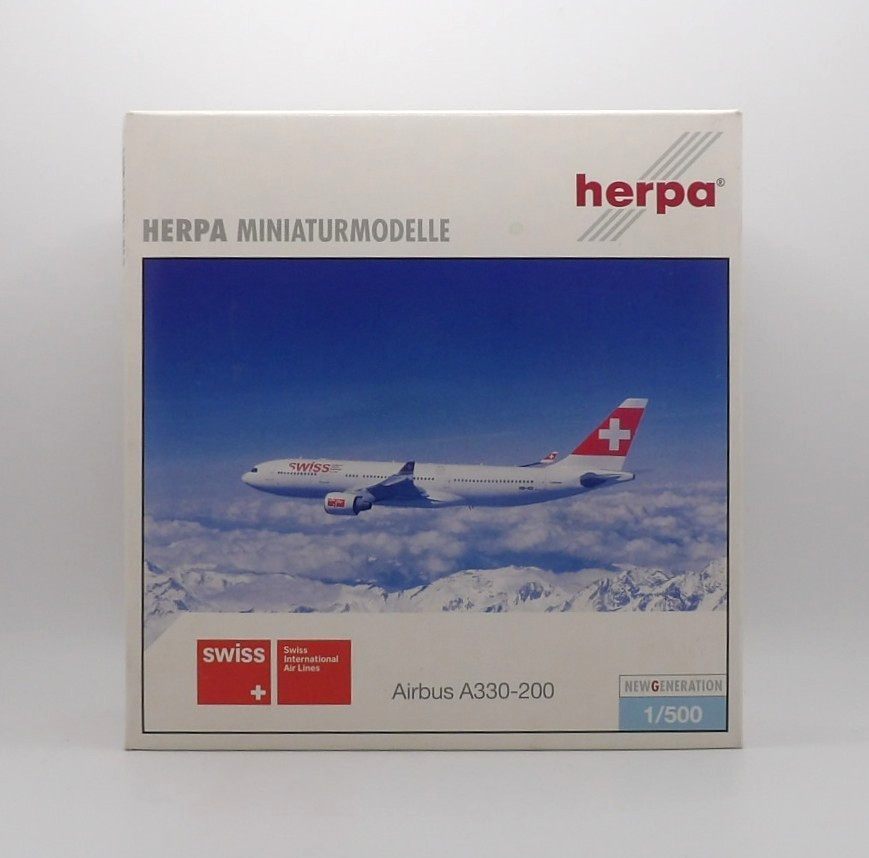 herpa®
HERPA MINIATURMODELLE
swiss
swiss
Swiss
International
Air Lines
Airbus A330-200
NEWGENERATION
1/500